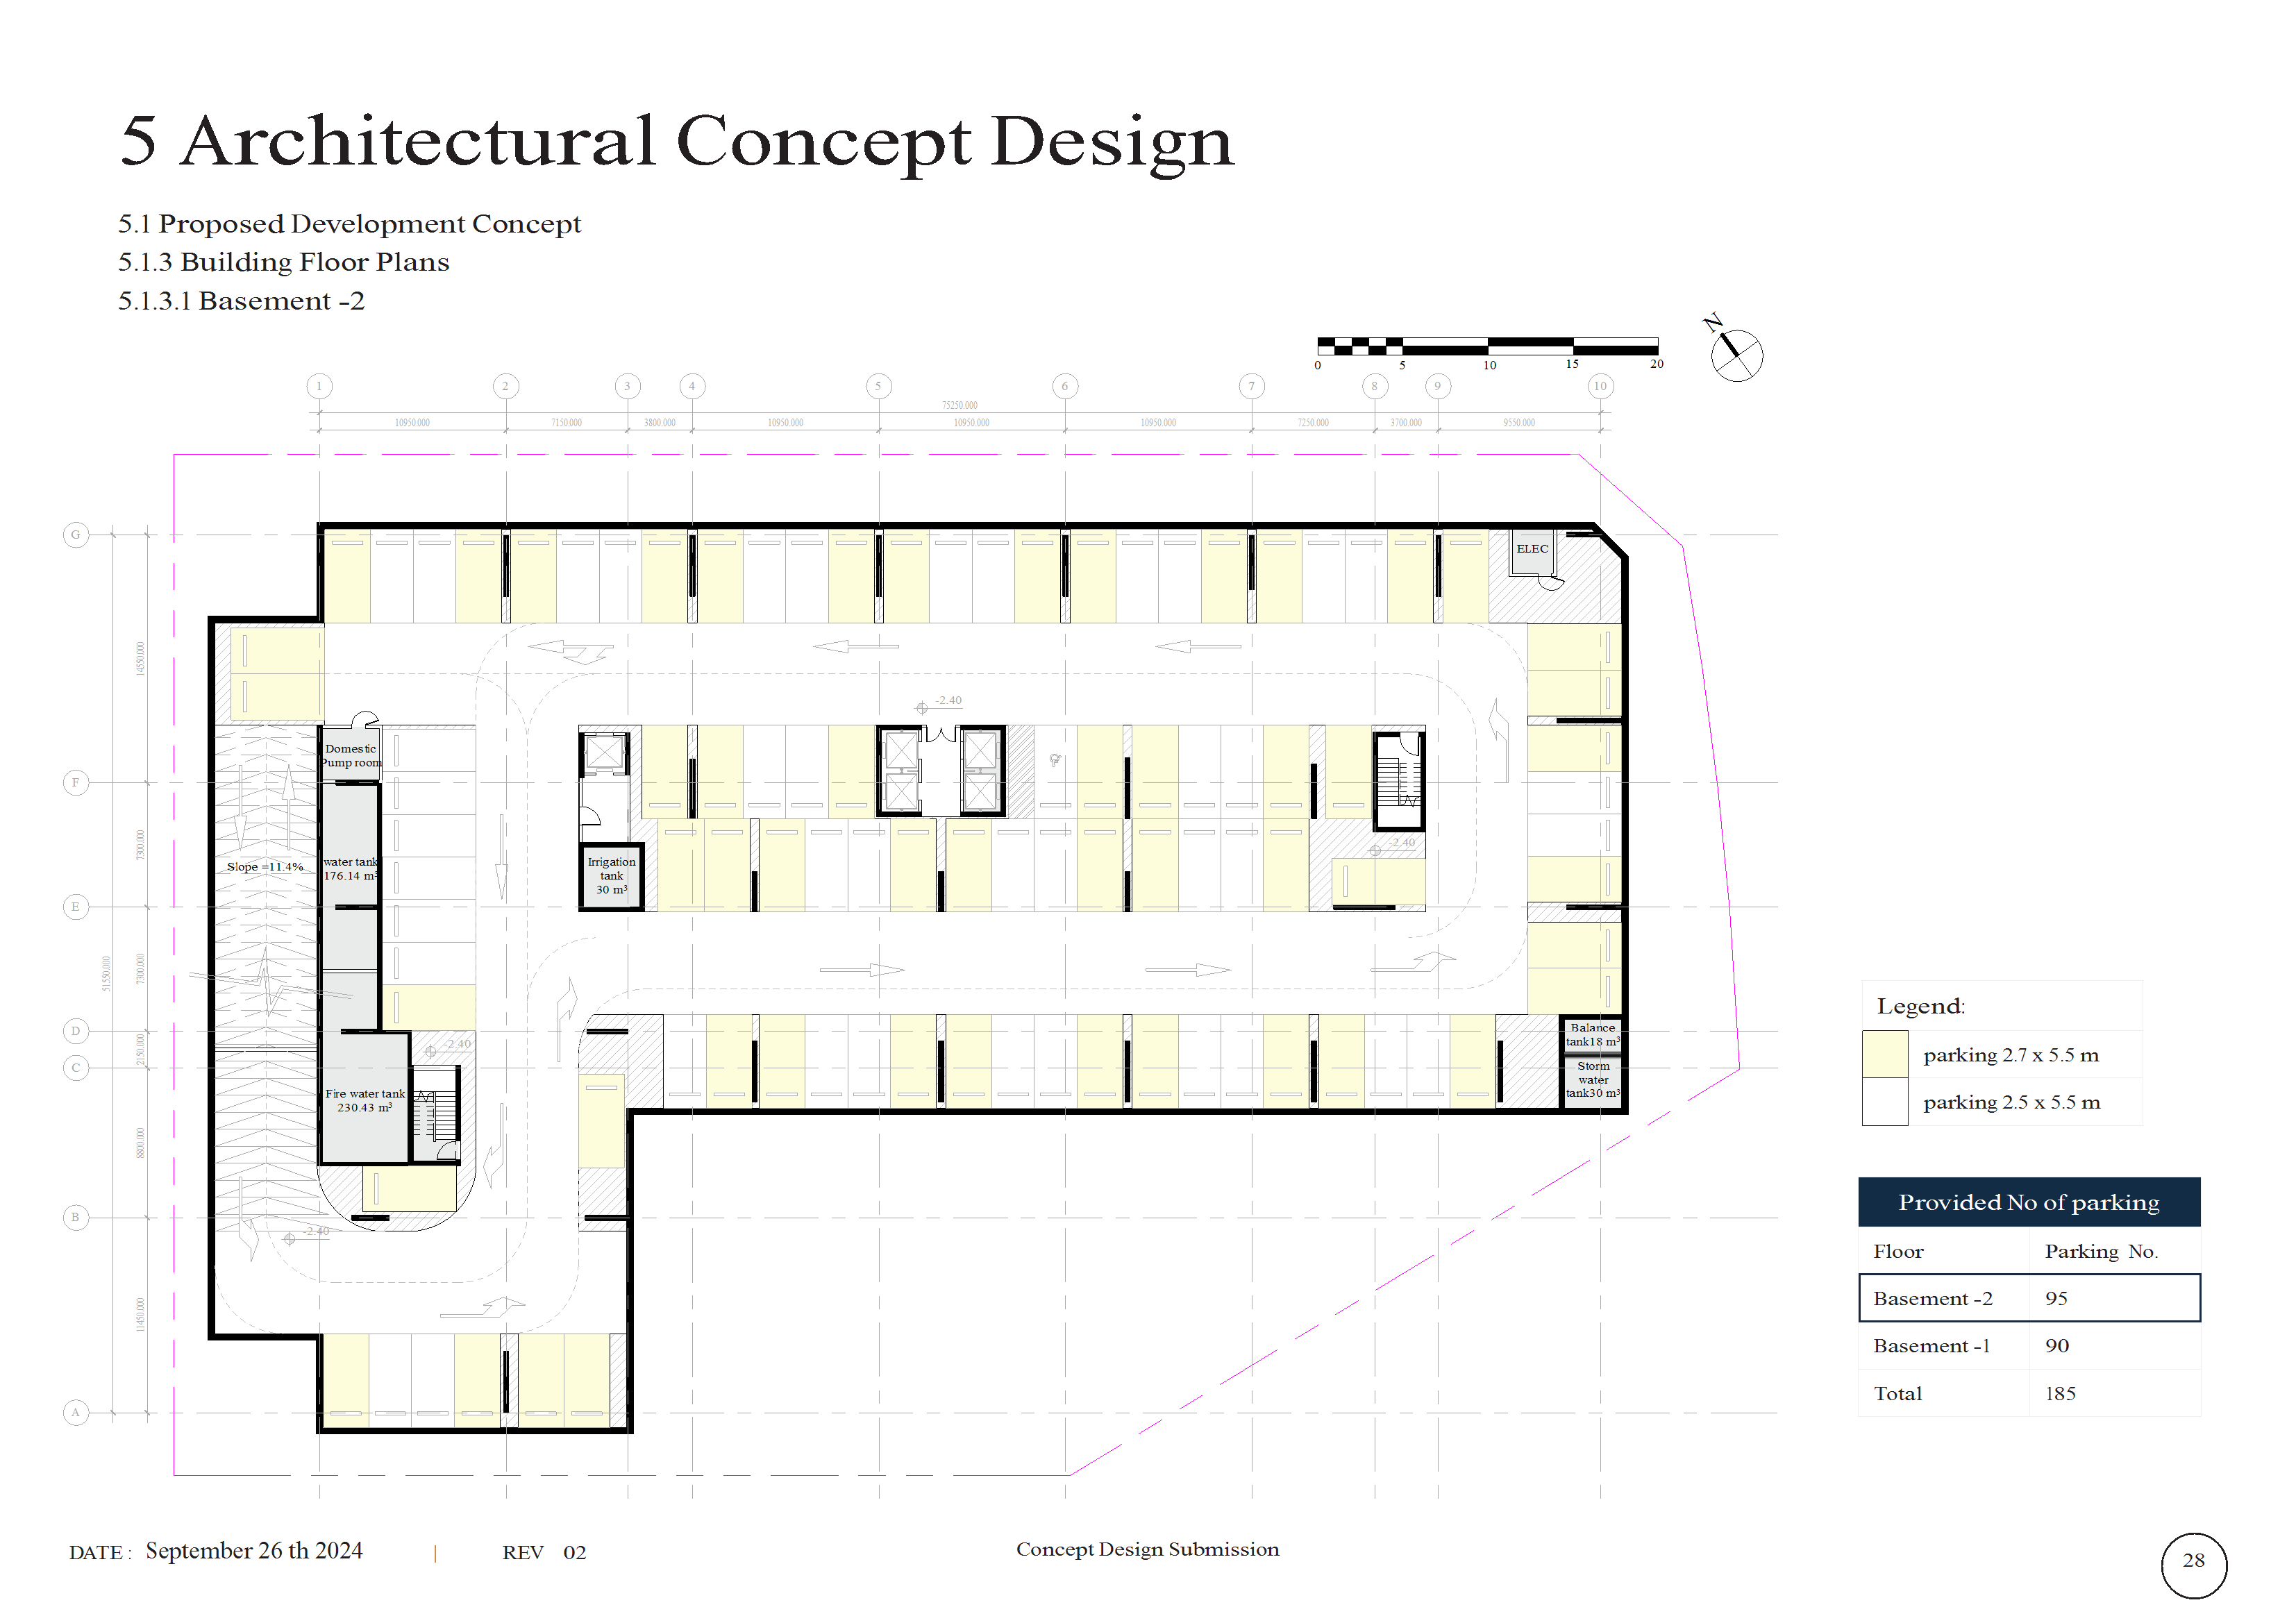 5 Architectural Concept Design
5.1 Proposed Development Concept
5.1.3 Building Floor Plans
5.1.3.1 Basement -2
N
0 5 10 15 20
1 2 3 4 5 6 7 8 9 10
75250.000
10950.000 7150.000 3800.000 10950.000 10950.000 10950.000 7250.000 3700.000 9550.000
G
ELEC
14550.000
-2.40
Domestic
Pump room
F
7300.000
-2.40
Slope =11.4%
water tank
176.14 m³
Irrigation
tank
30 m³
E
51550.000
7300.000
D
2150.000
-2.40
C
Balance
tank18 m³
Storm
water
tank30 m³
Fire water tank
230.43 m³
8800.000
B
-2.40
11450.000
A
Legend:
parking 2.7 x 5.5 m
parking 2.5 x 5.5 m
Provided No of parking
Floor Parking No.
Basement -2 95
Basement -1 90
Total 185
DATE : September 26 th 2024 | REV 02
Concept Design Submission
28